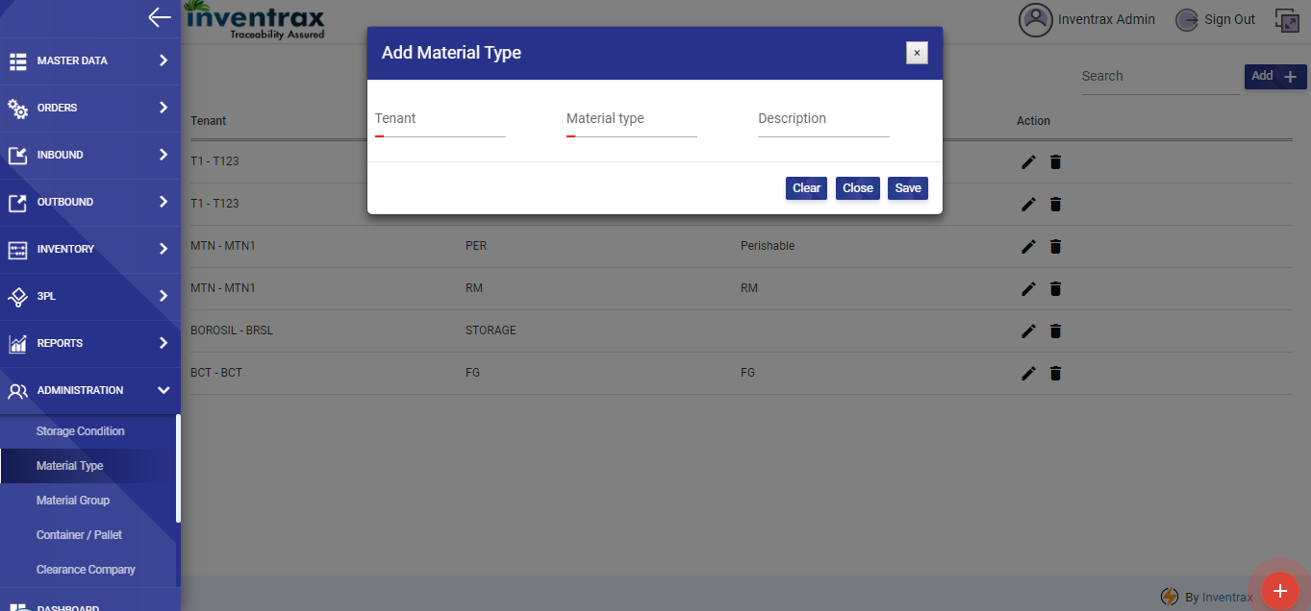 inventrax
Traceability Assured
Inventrax Admin
Sign Out
MASTER DATA
ORDERS
INBOUND
OUTBOUND
INVENTORY
3PL
REPORTS
ADMINISTRATION
Storage Condition
Material Type
Material Group
Container / Pallet
Clearance Company
DASHBOARD
Add Material Type
×
Tenant
Material type
Description
Clear
Close
Save
Search
Add +
Tenant
Action
T1 - T123
T1 - T123
MTN - MTN1 PER Perishable
MTN - MTN1 RM RM
BOROSIL - BRSL STORAGE
BCT - BCT FG FG
By Inventrax
+